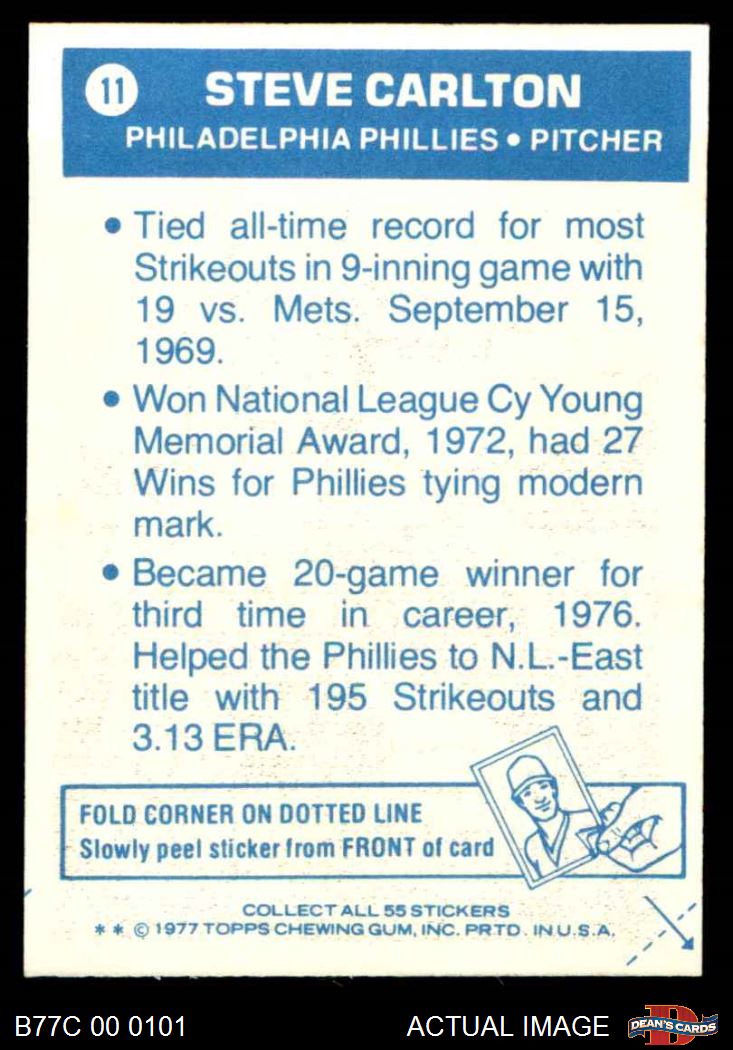 11
STEVE CARLTON
PHILADELPHIA PHILLIES • PITCHER
• Tied all-time record for most
Strikeouts in 9-inning game with
19 vs. Mets. September 15,
1969.
• Won National League Cy Young
Memorial Award, 1972, had 27
Wins for Phillies tying modern
mark.
• Became 20-game winner for
third time in career, 1976.
Helped the Phillies to N.L.-East
title with 195 Strikeouts and
3.13 ERA.
FOLD CORNER ON DOTTED LINE
Slowly peel sticker from FRONT of card
COLLECT ALL 55 STICKERS
* * © 1977 TOPPS CHEWING GUM, INC. PRTD. IN U.S.A.
B77C 00 0101
ACTUAL IMAGE
D
DEAN'S CARDS